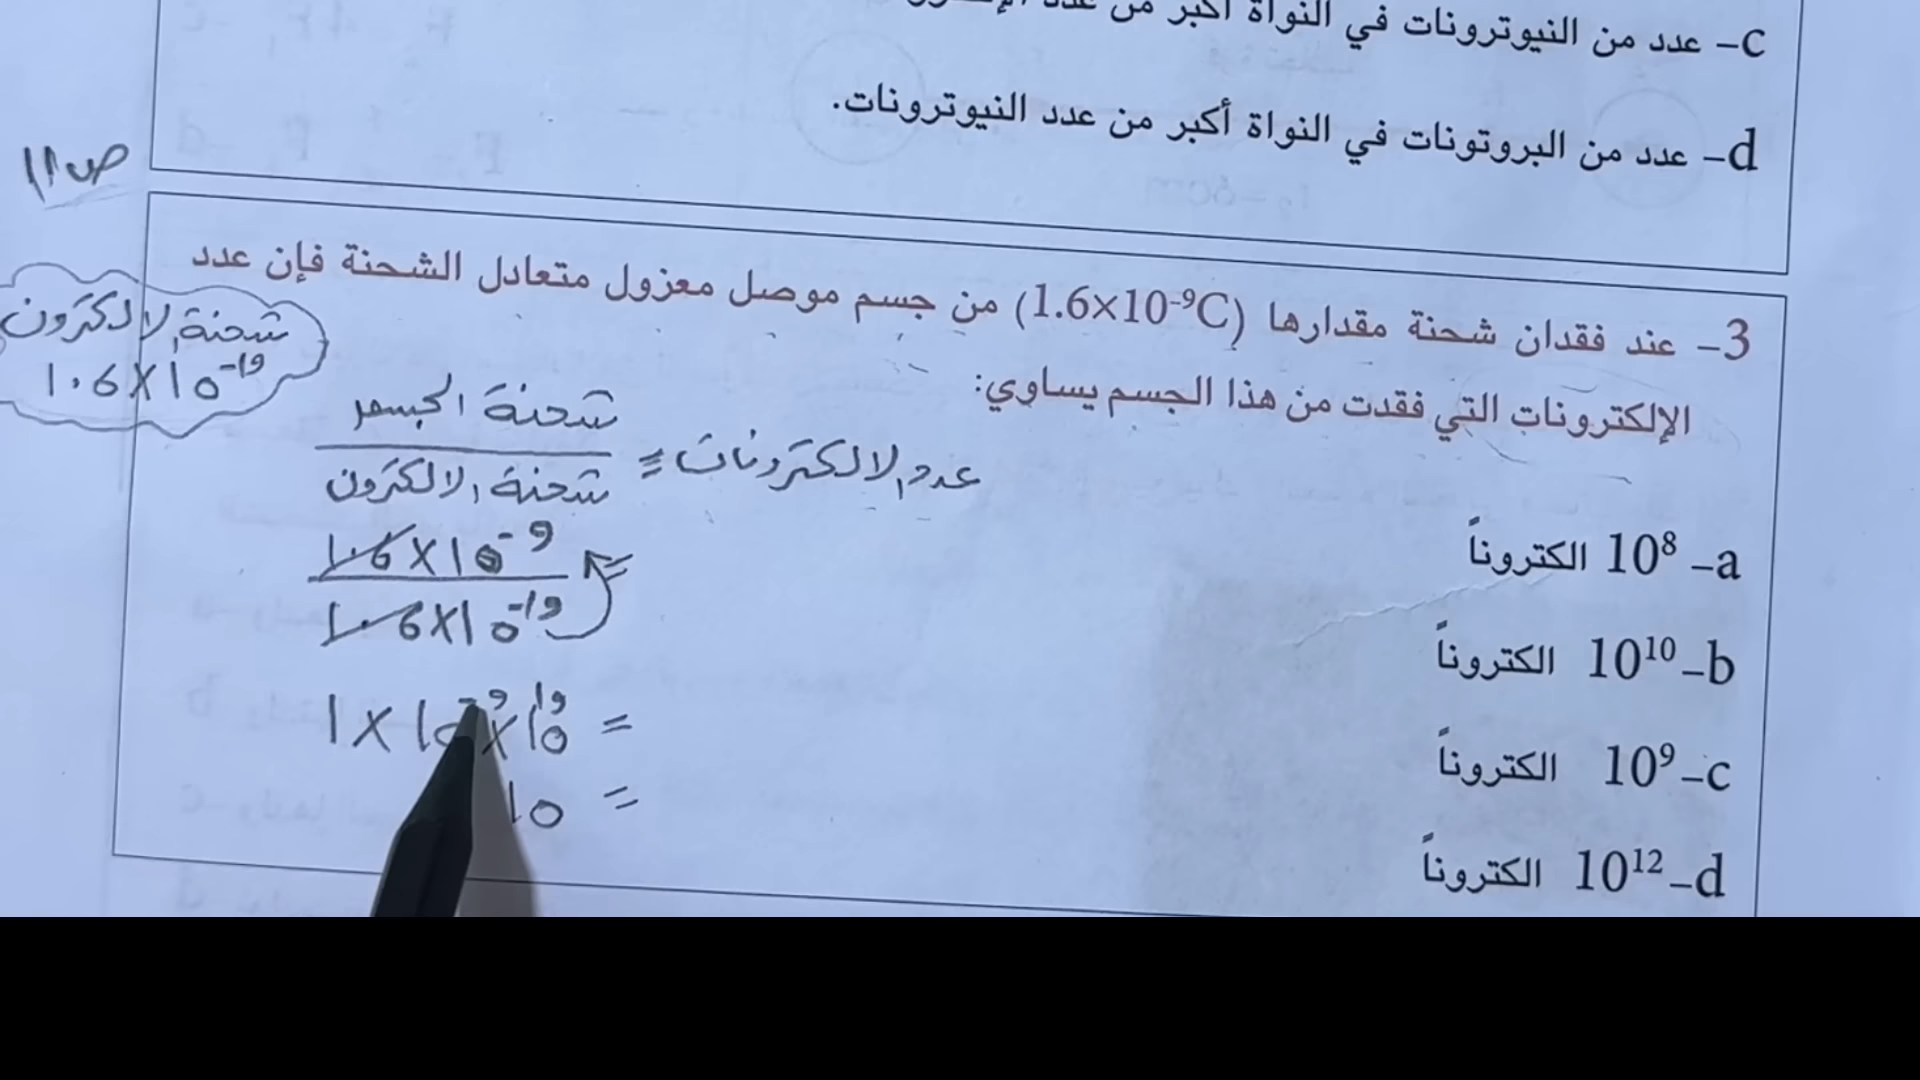 c– عدد من النيوترونات في النواة أكبر من عدد
d– عدد من البروتونات في النواة أكبر من عدد النيوترونات.
ص١١
3– عند فقدان شحنة مقدارها (1.6×10⁻⁹C) من جسم موصل معزول متعادل الشحنة فإن عدد
الإلكترونات التي فقدت من هذا الجسم يساوي:
شحنة الالكترون
1.6×10⁻¹⁹
عدد الالكترونات = شحنة الجسم
شحنة الالكترون
= 1.6×10⁻⁹
1.6×10⁻¹⁹
= 1×10⁻⁹×10¹⁹
= 10
a– 10⁸ الكتروناً
b– 10¹⁰ الكتروناً
c– 10⁹ الكتروناً
d– 10¹² الكتروناً